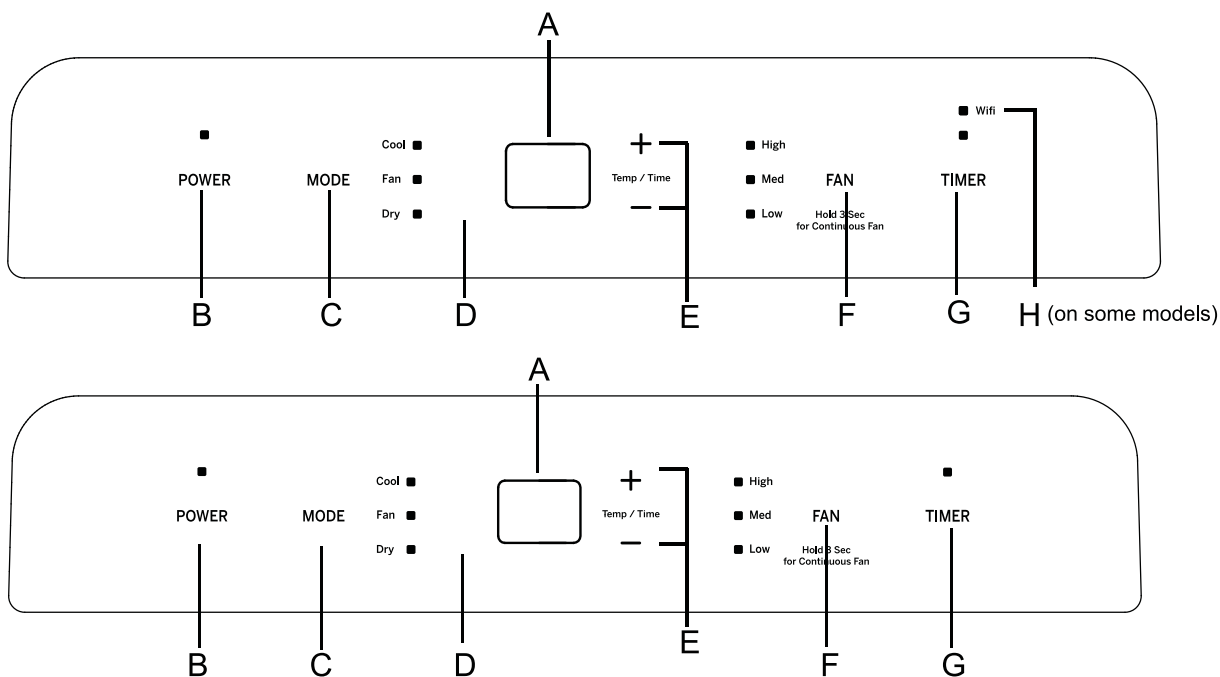 A
Wifi
Cool
High
POWER
MODE
Fan
Temp / Time
Med
FAN
TIMER
Dry
Low
Hold 3 Sec
for Continuous Fan
B
C
D
E
F
G
H (on some models)
A
Cool
High
POWER
MODE
Fan
Temp / Time
Med
FAN
TIMER
Dry
Low
Hold 3 Sec
for Continuous Fan
B
C
D
E
F
G